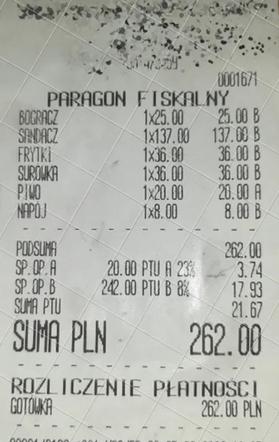 0001671
PARAGON FISKALNY
BOGRACZ 1x25.00 25.00 B
SANDACZ 1x137.00 137.00 B
FRYTKI 1x36.00 36.00 B
SURÓWKA 1x36.00 36.00 B
PIWO 1x20.00 20.00 A
NAPÓJ 1x8.00 8.00 B
PODSUMA 262.00
SP.OP.A 20.00 PTU A 23% 3.74
SP.OP.B 242.00 PTU B 8% 17.93
SUMA PTU 21.67
SUMA PLN 262.00
ROZLICZENIE PŁATNOŚCI
GOTÓWKA 262.00 PLN